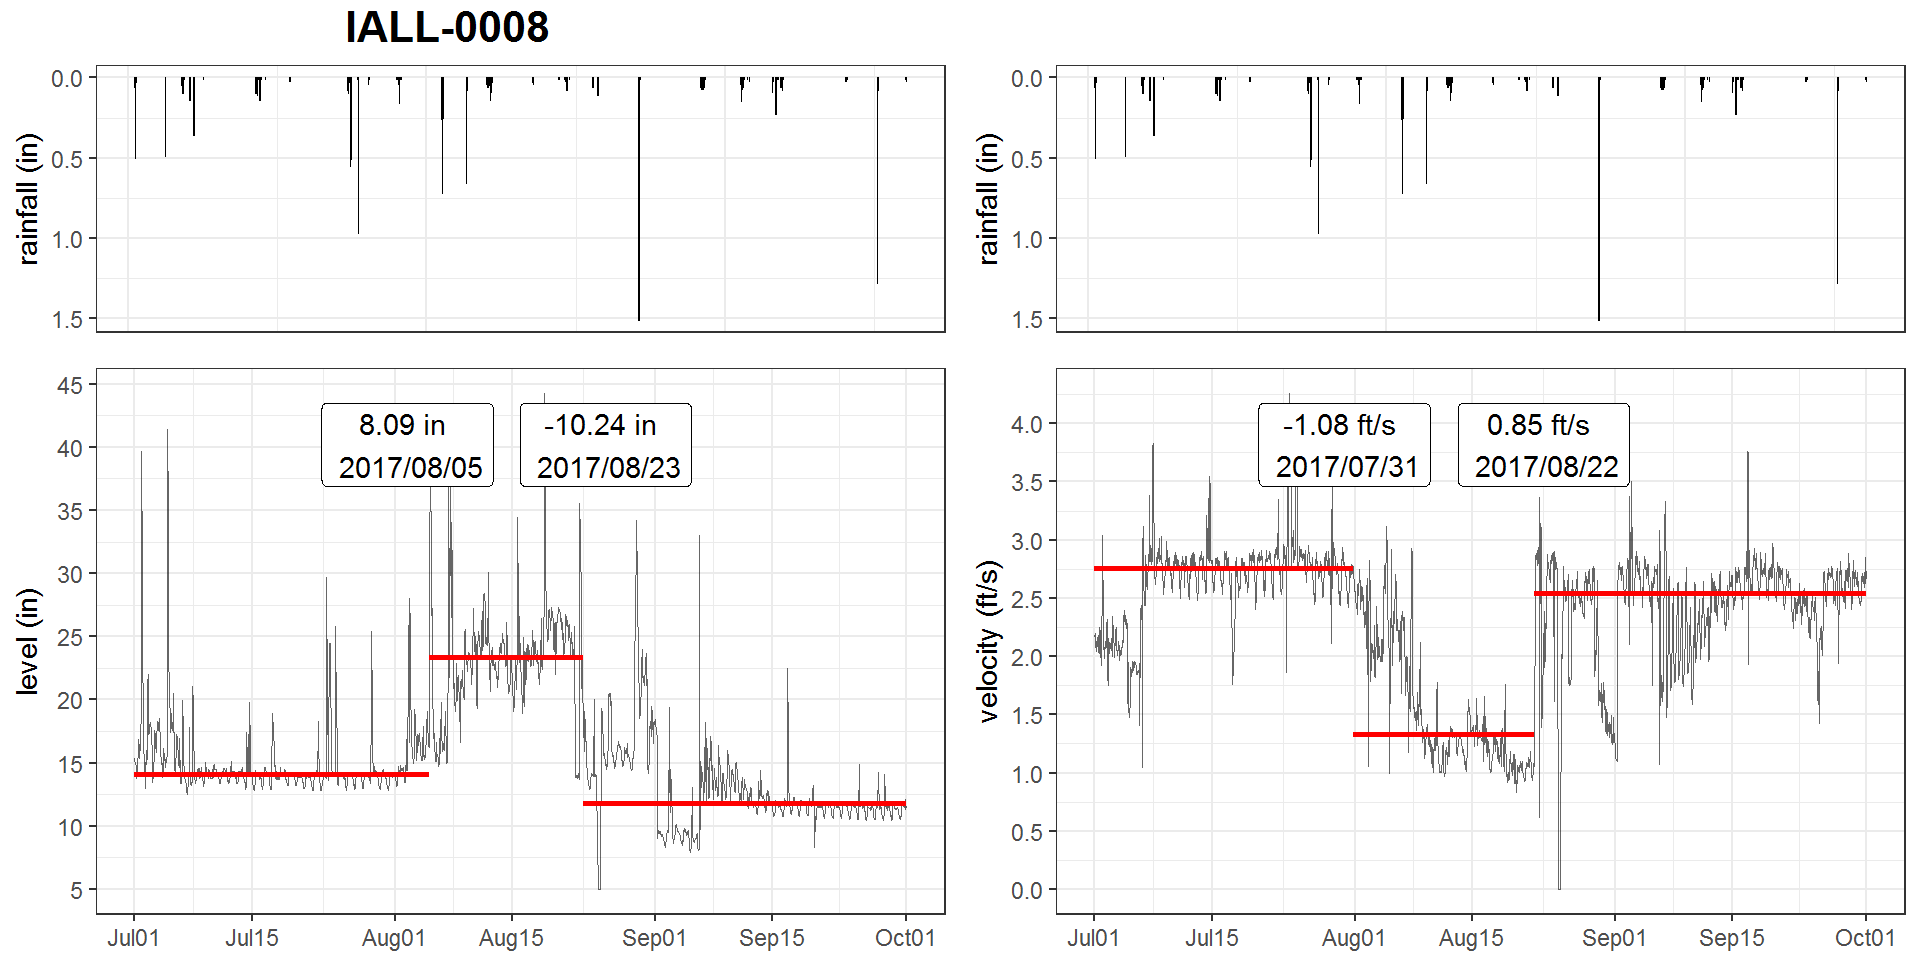 IALL-0008
rainfall (in)
0.0
0.5
1.0
1.5
rainfall (in)
0.0
0.5
1.0
1.5
level (in)
45
40
35
30
25
20
15
10
5
8.09 in
2017/08/05
-10.24 in
2017/08/23
Jul01 Jul15 Aug01 Aug15 Sep01 Sep15 Oct01
velocity (ft/s)
4.0
3.5
3.0
2.5
2.0
1.5
1.0
0.5
0.0
-1.08 ft/s
2017/07/31
0.85 ft/s
2017/08/22
Jul01 Jul15 Aug01 Aug15 Sep01 Sep15 Oct01